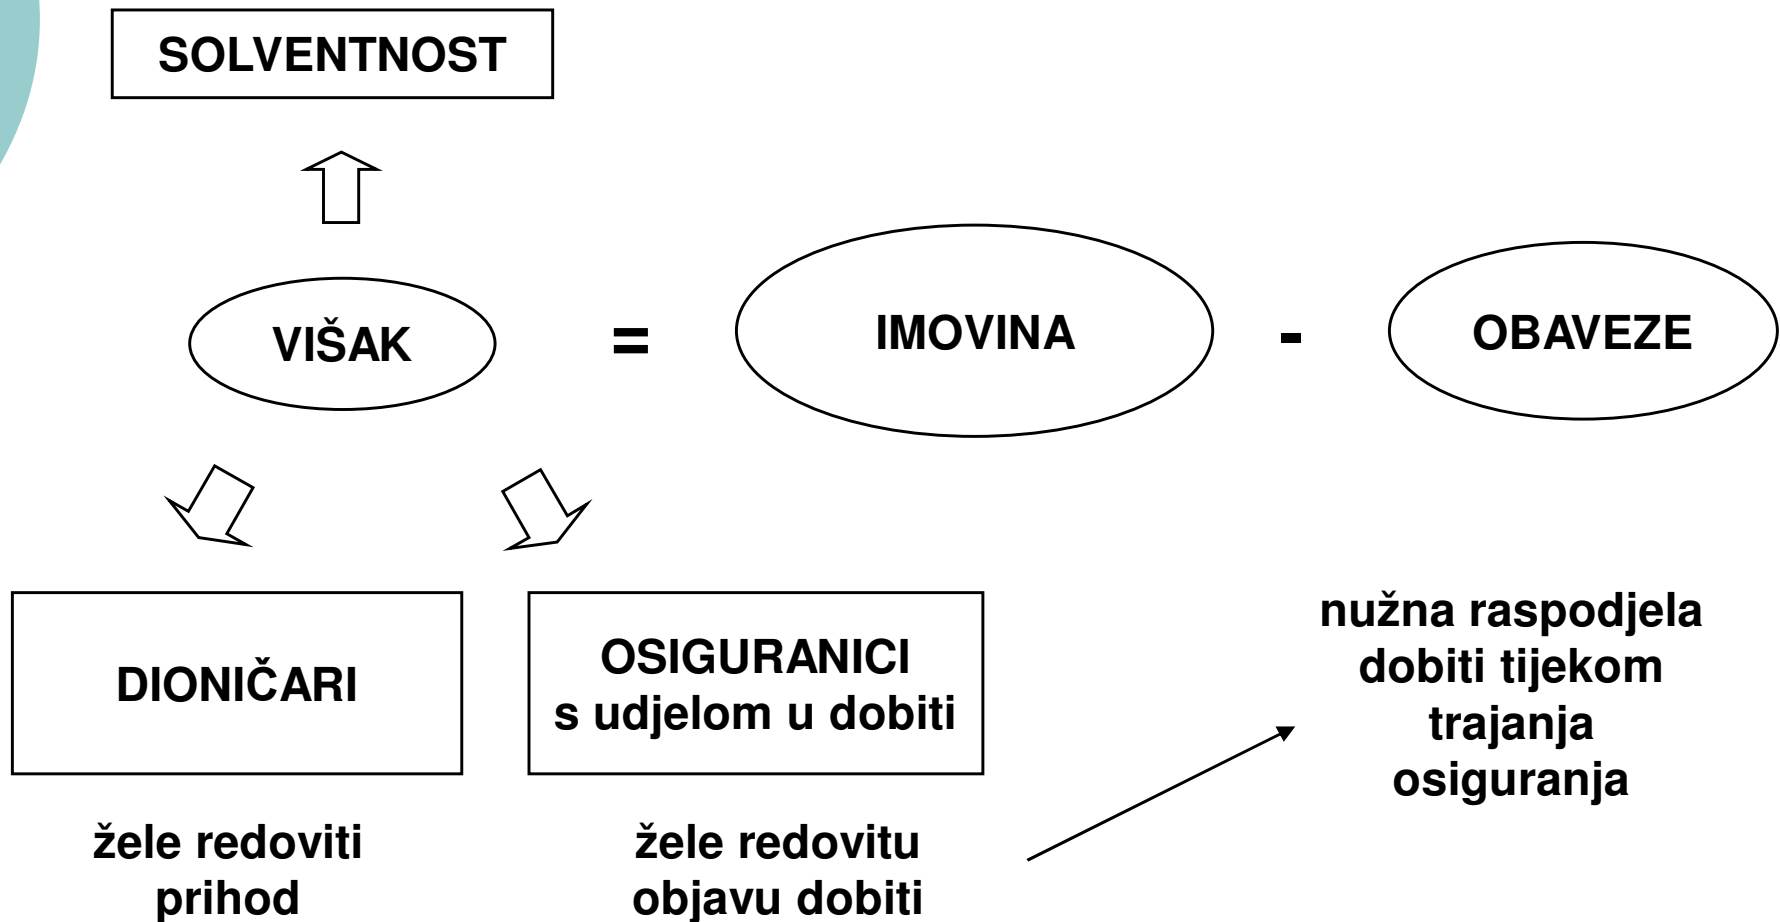 SOLVENTNOST
VIŠAK = IMOVINA - OBAVEZE
DIONIČARI
OSIGURANICI
s udjelom u dobiti
žele redoviti
prihod
žele redovitu
objavu dobiti
nužna raspodjela
dobiti tijekom
trajanja
osiguranja